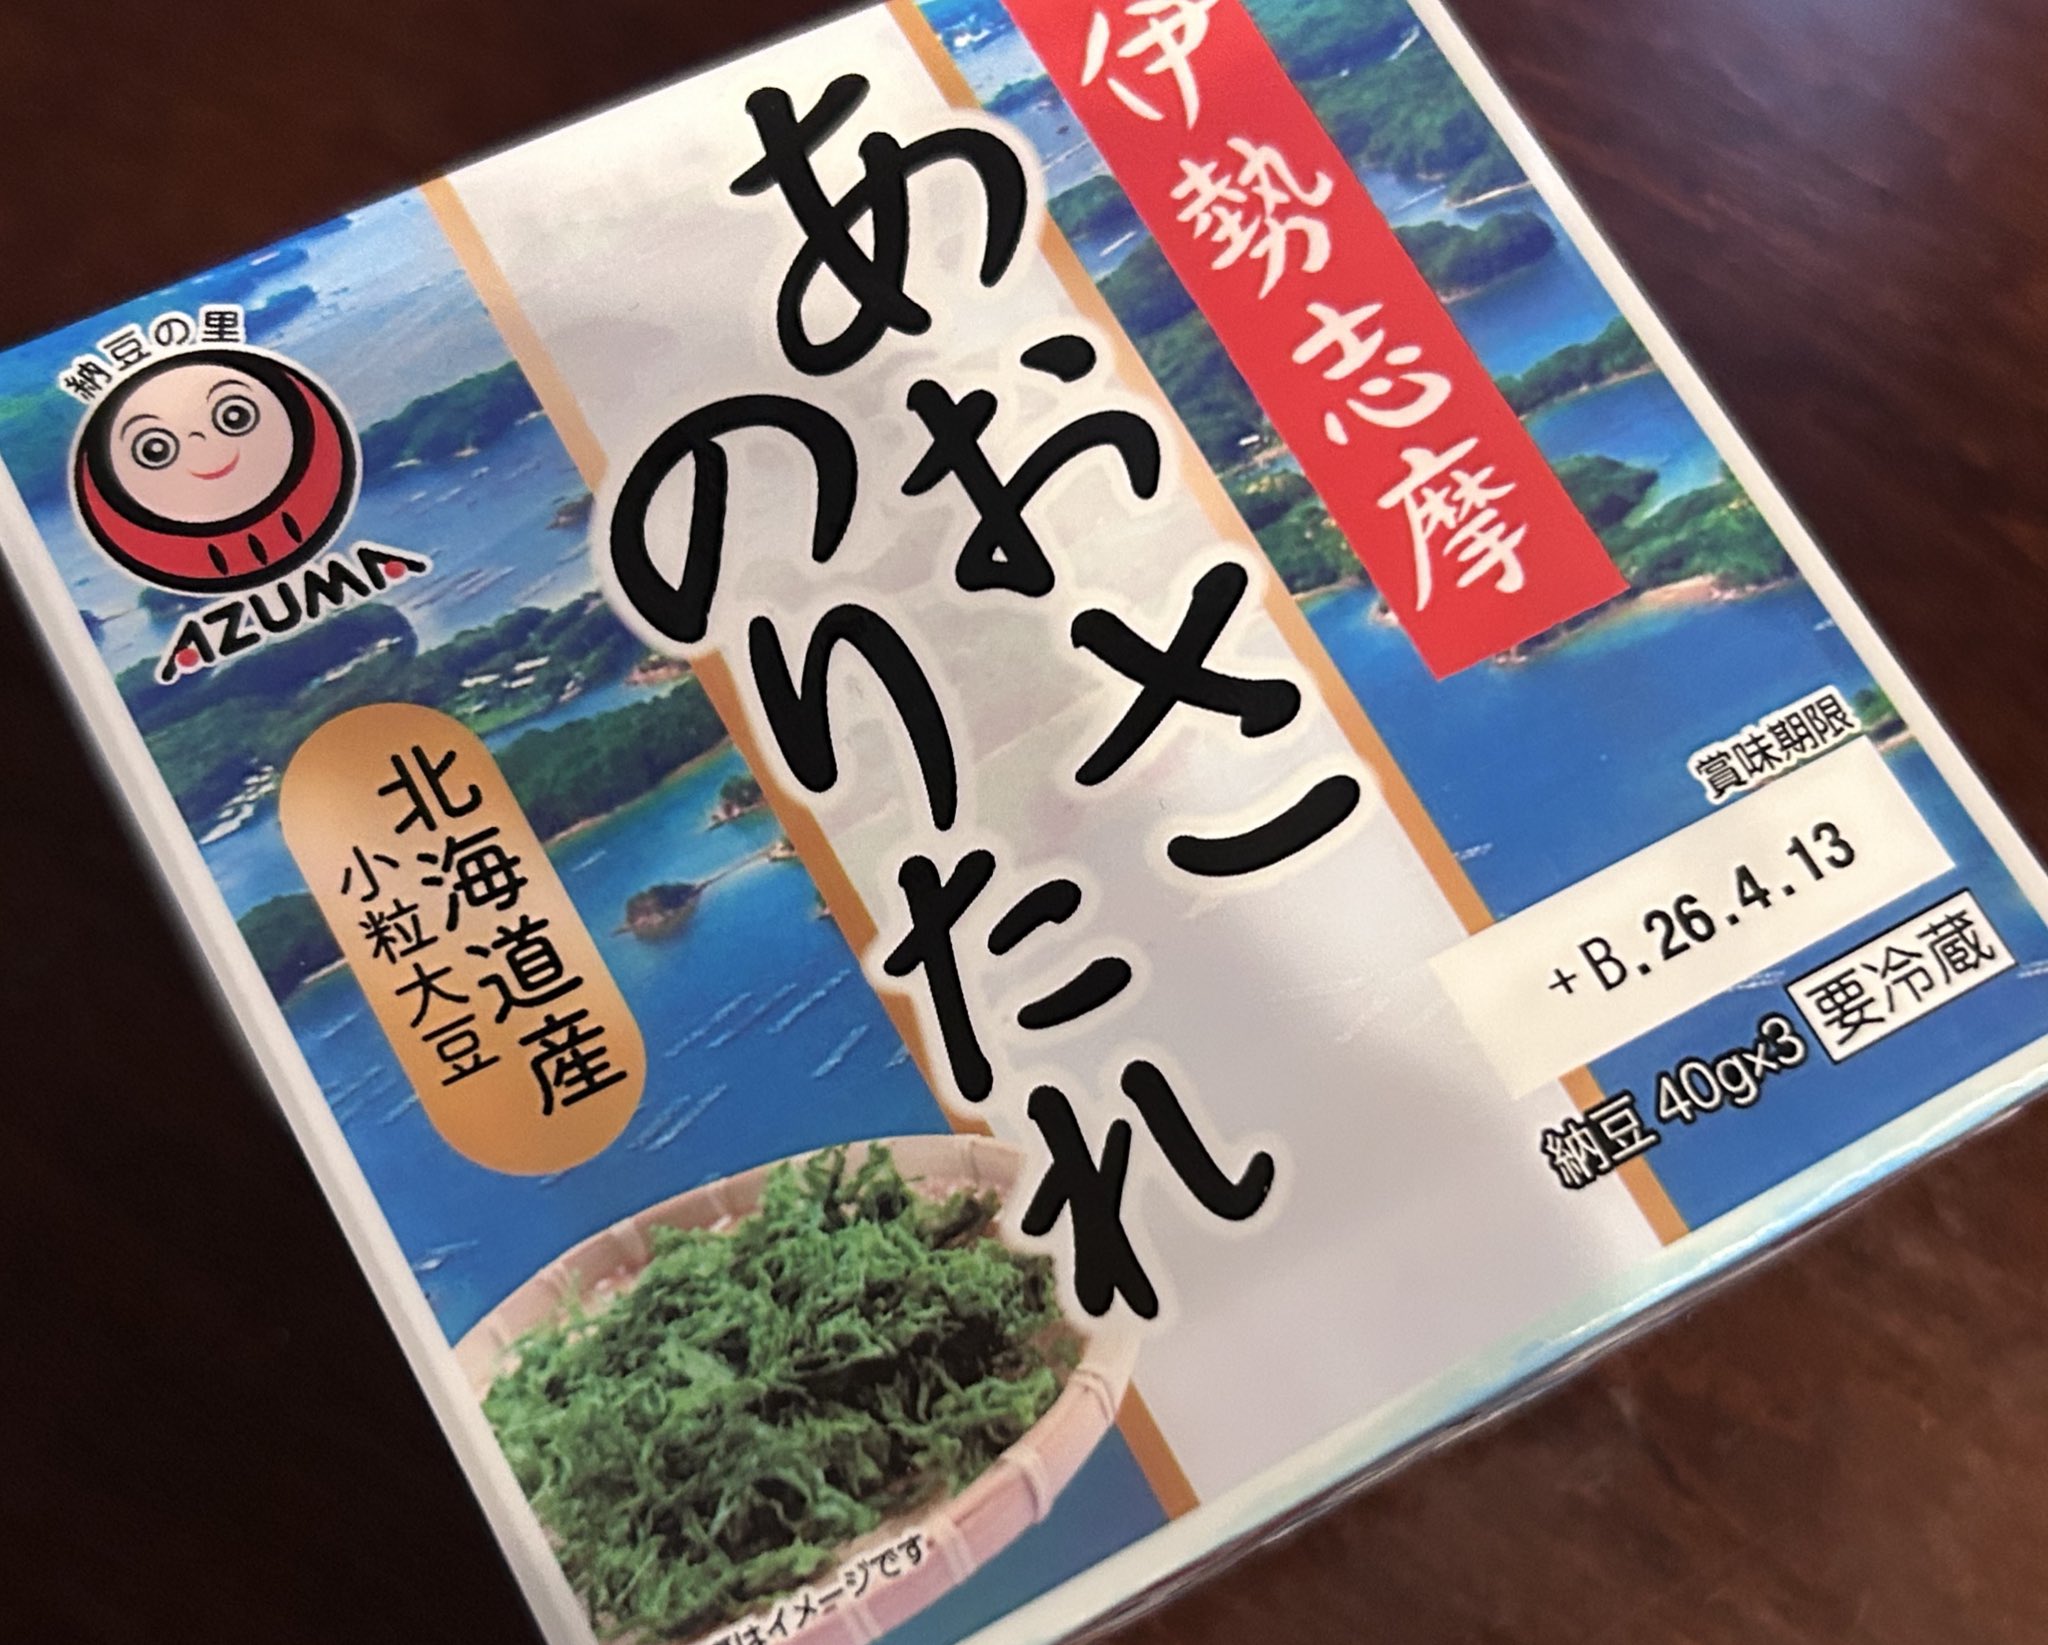 伊勢志摩
あおさ
のりたれ
納豆の里
AZUMA
北海道産
小粒大豆
賞味期限
+B.26.4.13
納豆 40g×3
要冷蔵
はイメージです